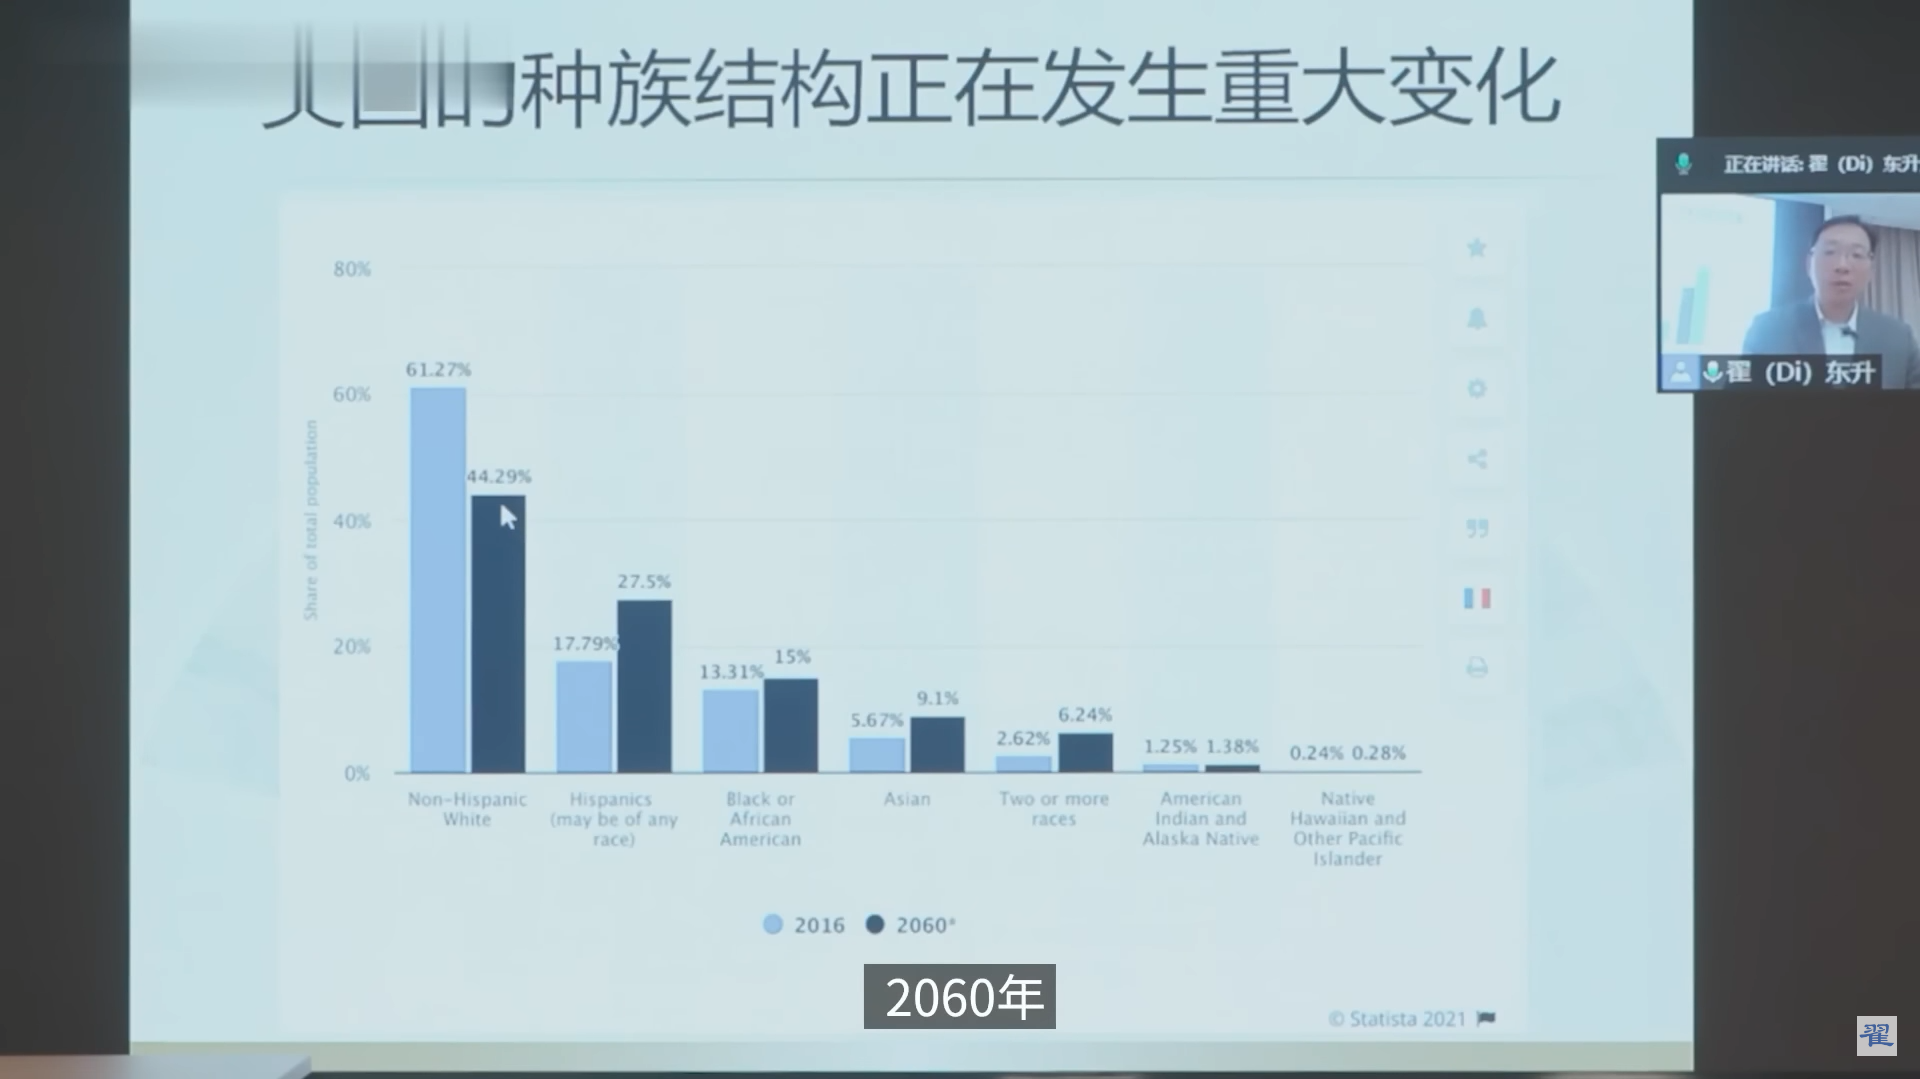 的种族结构正在发生重大变化
正在讲话: 翟（Di）东升
翟（Di）东升
Share of total population
80%
60%
40%
20%
0%
61.27%
44.29%
17.79%
27.5%
13.31%
15%
5.67%
9.1%
2.62%
6.24%
1.25%
1.38%
0.24%
0.28%
Non-Hispanic
White
Hispanics
(may be of any
race)
Black or
African
American
Asian
Two or more
races
American
Indian and
Alaska Native
Native
Hawaiian and
Other Pacific
Islander
2016
2060*
2060年
© Statista 2021
翟